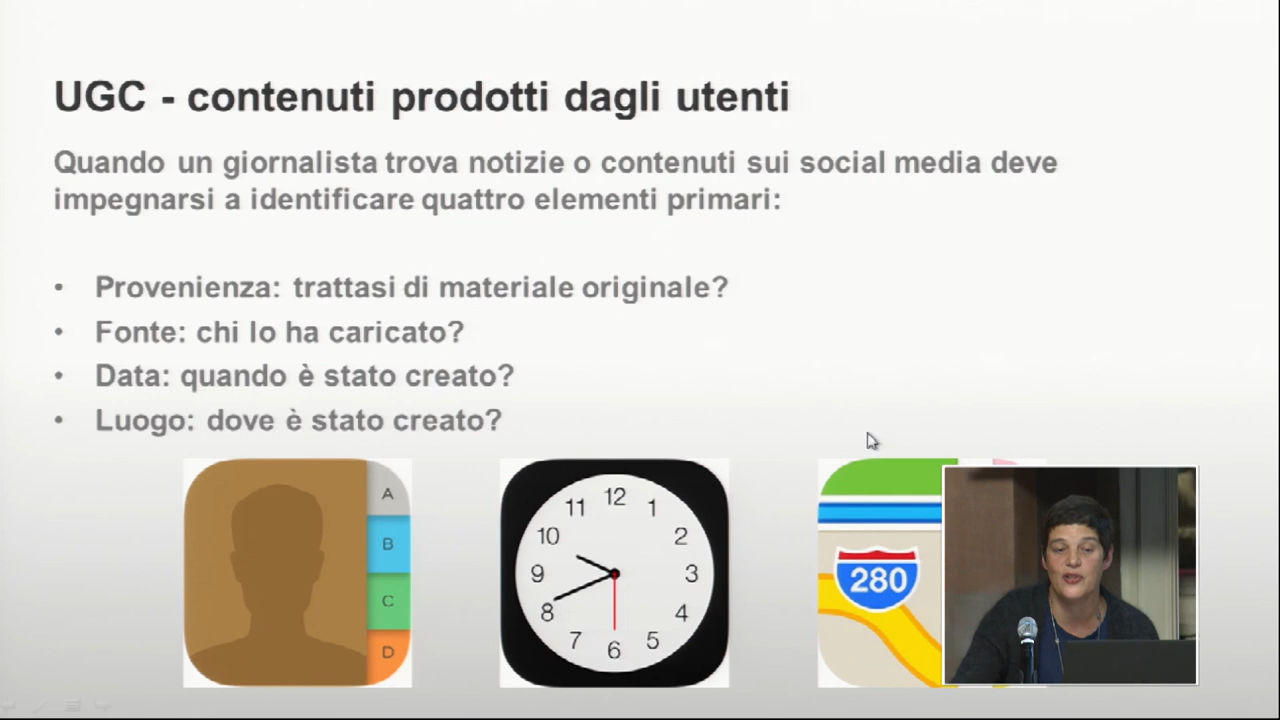 UGC - contenuti prodotti dagli utenti
Quando un giornalista trova notizie o contenuti sui social media deve
impegnarsi a identificare quattro elementi primari:
• Provenienza: trattasi di materiale originale?
• Fonte: chi lo ha caricato?
• Data: quando è stato creato?
• Luogo: dove è stato creato?
A
B
C
D
12
1
2
3
4
5
6
7
8
9
10
11
280